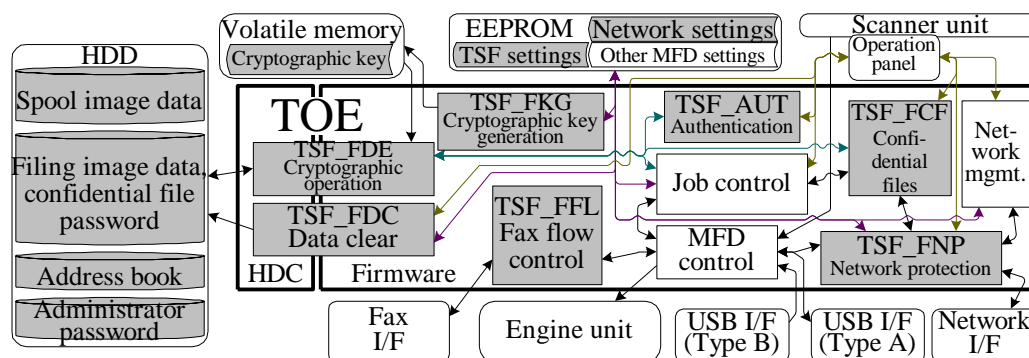 HDD
Spool image data
Filing image data,
confidential file
password
Address book
Administrator
password
Volatile memory
Cryptographic key
EEPROM
Network settings
TSF settings
Other MFD settings
Scanner unit
Operation
panel
TOE
TSF_FKG
Cryptographic key
generation
TSF_AUT
Authentication
TSF_FCF
Confi-
dential
files
Net-
work
mgmt.
TSF_FDE
Cryptographic
operation
Job control
TSF_FDC
Data clear
TSF_FFL
Fax flow
control
MFD
control
TSF_FNP
Network protection
HDC
Firmware
Fax
I/F
Engine unit
USB I/F
(Type B)
USB I/F
(Type A)
Network
I/F